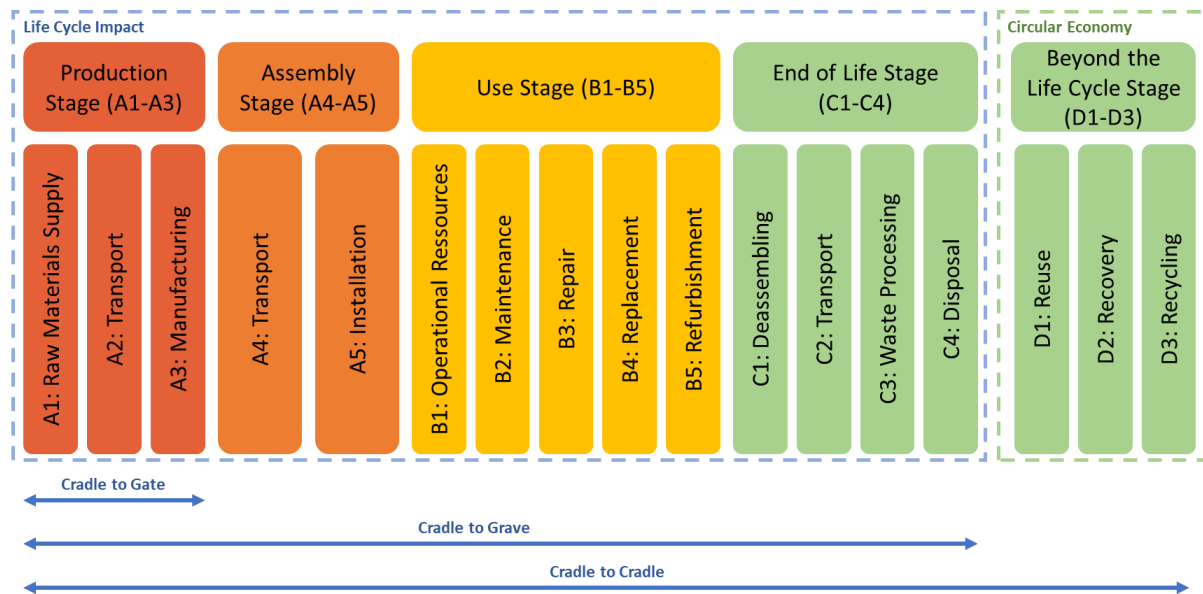 Life Cycle Impact
Circular Economy
Production
Stage (A1-A3)
Assembly
Stage (A4-A5)
Use Stage (B1-B5)
End of Life Stage
(C1-C4)
Beyond the
Life Cycle Stage
(D1-D3)
A1: Raw Materials Supply
A2: Transport
A3: Manufacturing
A4: Transport
A5: Installation
B1: Operational Ressources
B2: Maintenance
B3: Repair
B4: Replacement
B5: Refurbishment
C1: Deassembling
C2: Transport
C3: Waste Processing
C4: Disposal
D1: Reuse
D2: Recovery
D3: Recycling
Cradle to Gate
Cradle to Grave
Cradle to Cradle